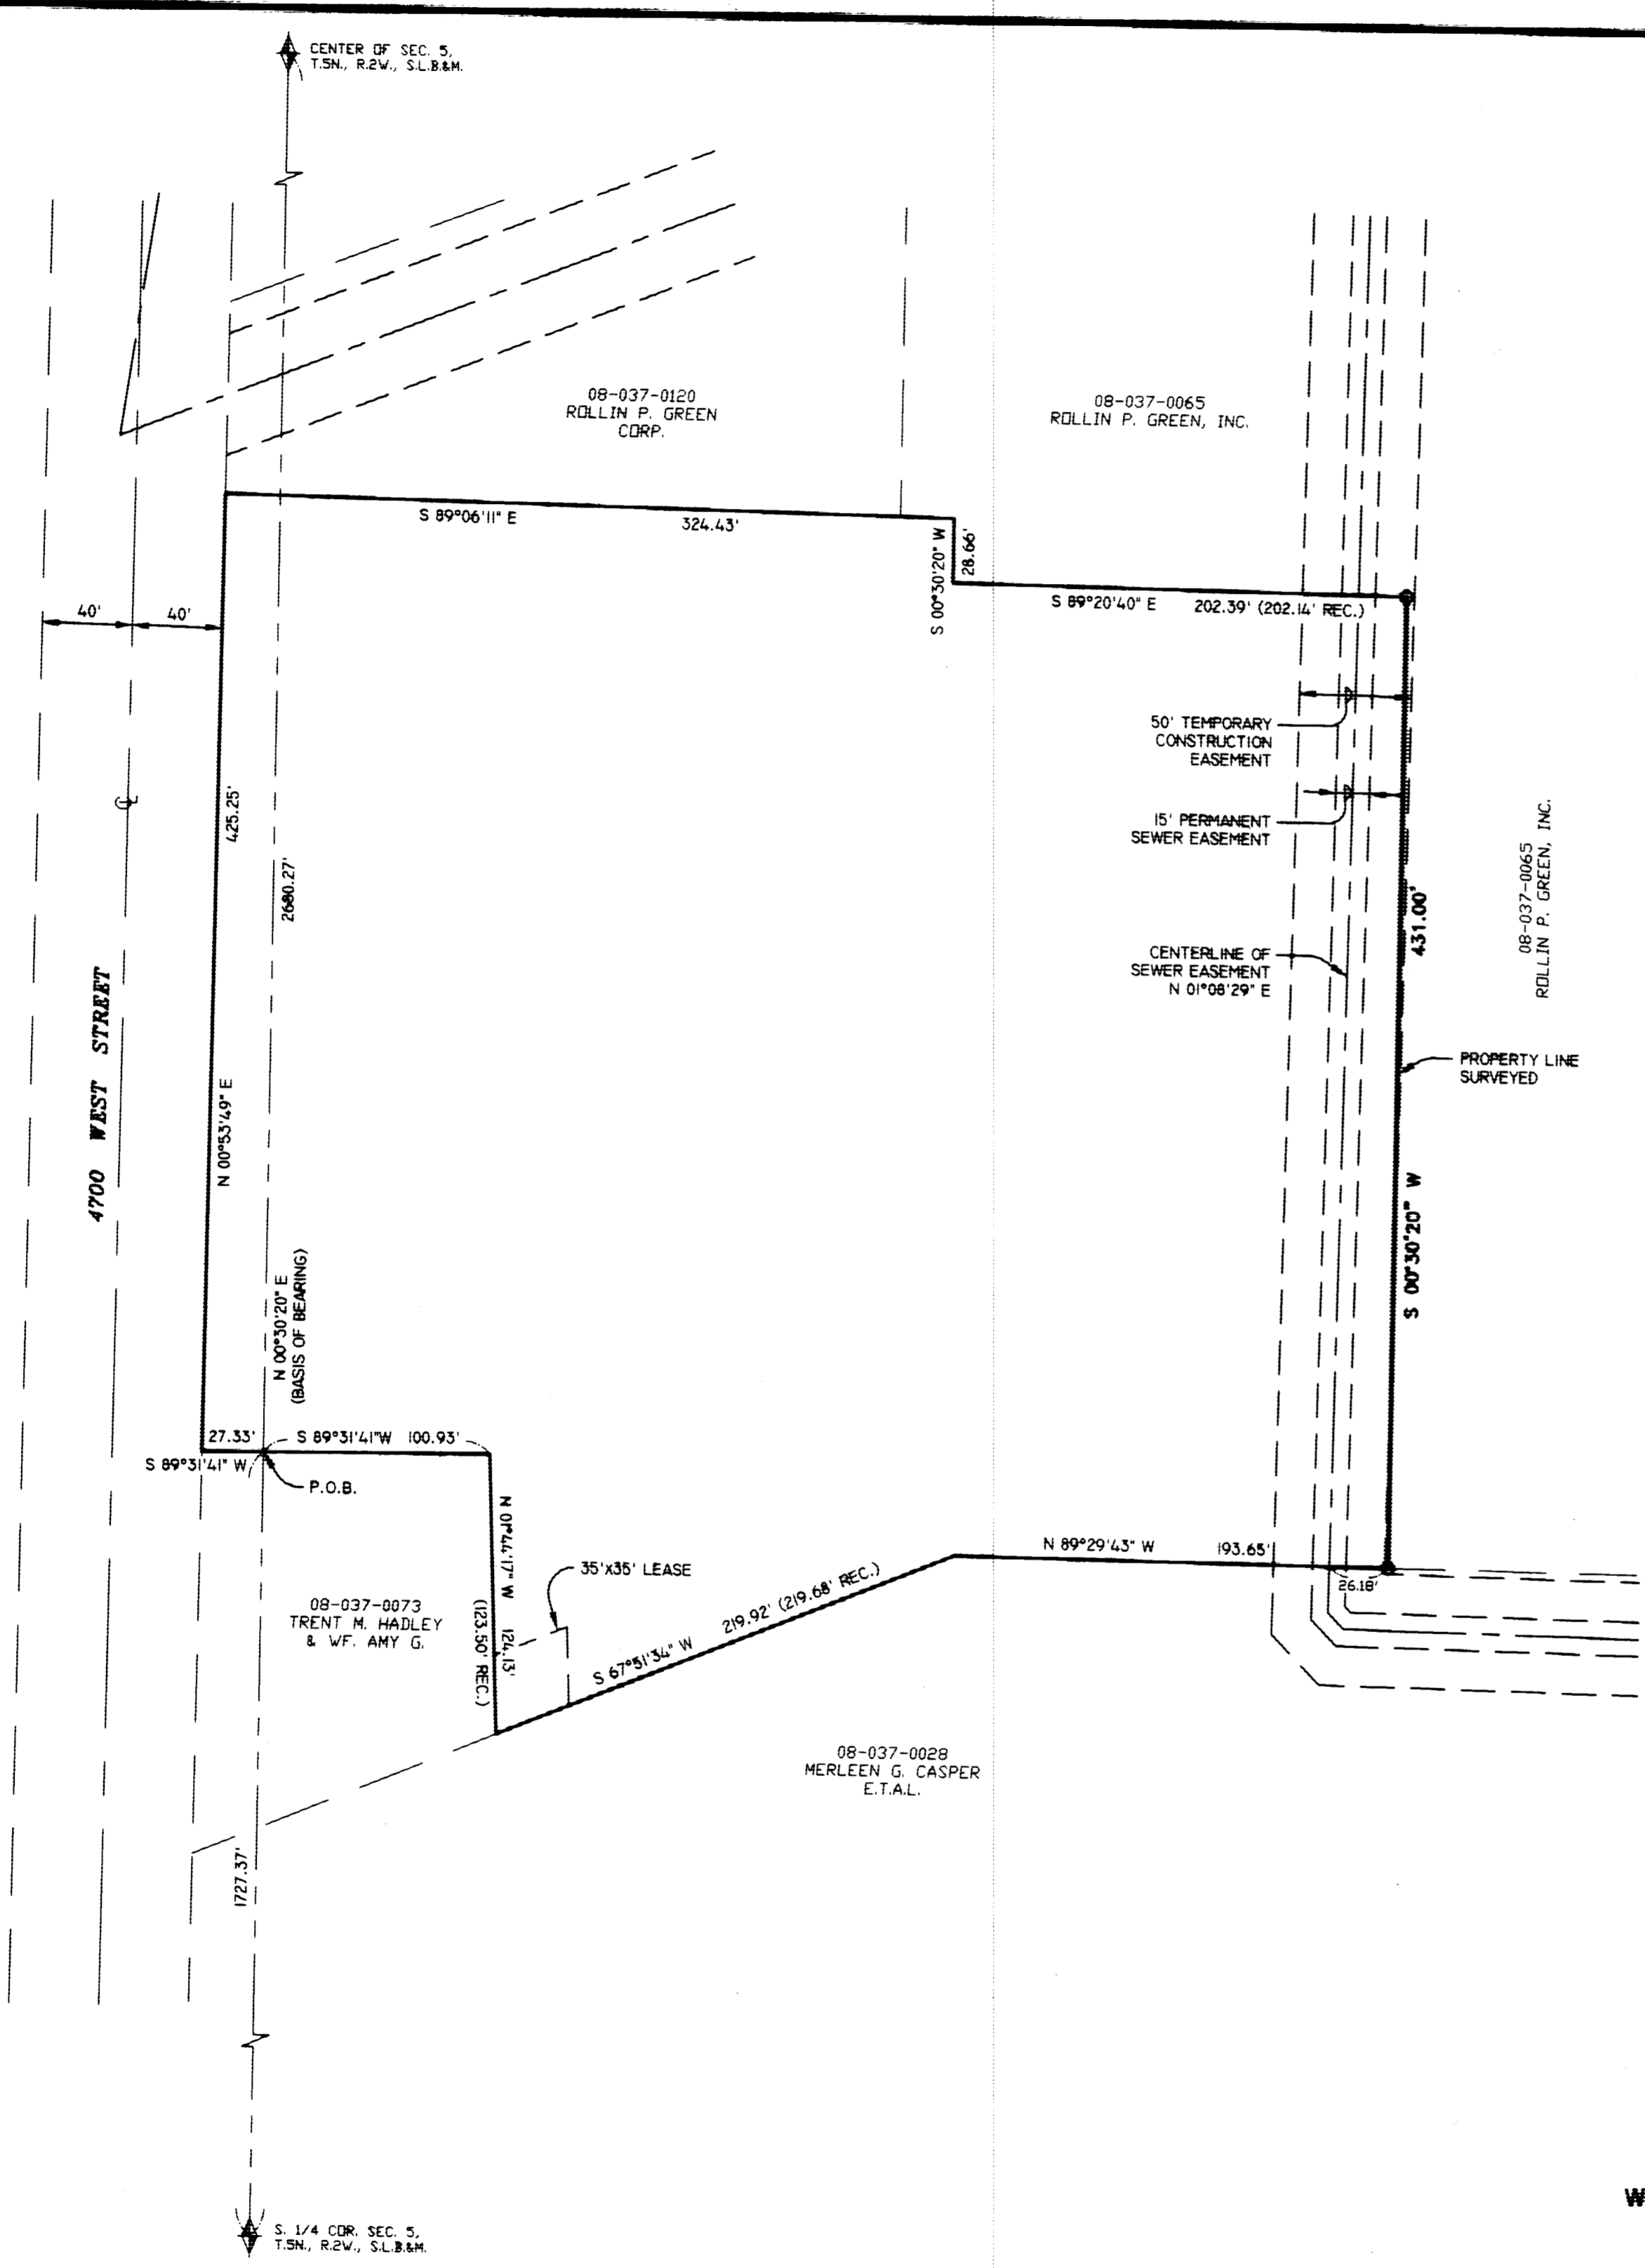 CENTER OF SEC. 5,
T.5N., R.2W., S.L.B.&M.
08-037-0120
ROLLIN P. GREEN
CORP.
08-037-0065
ROLLIN P. GREEN, INC.
S 89°06'11" E
324.43'
S 00°30'20" W
28.66'
S 89°20'40" E
202.39' (202.14' REC.)
40'
40'
50' TEMPORARY
CONSTRUCTION
EASEMENT
15' PERMANENT
SEWER EASEMENT
425.25'
2680.27'
431.00'
08-037-0065
ROLLIN P. GREEN, INC.
CENTERLINE OF
SEWER EASEMENT
N 01°08'29" E
4700 WEST STREET
N 00°53'49" E
PROPERTY LINE
SURVEYED
S 00°30'20" W
N 00°30'20" E
(BASIS OF BEARING)
27.33'
S 89°31'41"W 100.93'
S 89°31'41" W
P.O.B.
N 01°44'17" W 124.13'
(123.50' REC.)
35'X35' LEASE
N 89°29'43" W
193.65'
26.18'
S 67°51'34" W
219.92' (219.68' REC.)
08-037-0073
TRENT M. HADLEY
& WF. AMY G.
08-037-0028
MERLEEN G. CASPER
E.T.A.L.
1727.37'
W
S. 1/4 COR. SEC. 5,
T.5N., R.2W., S.L.B.&M.